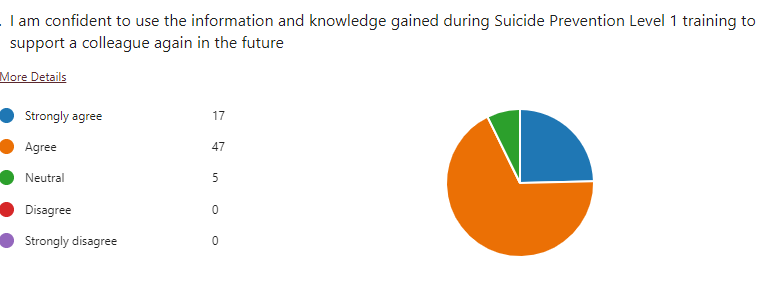 . I am confident to use the information and knowledge gained during Suicide Prevention Level 1 training to
support a colleague again in the future
More Details
Strongly agree 17
Agree 47
Neutral 5
Disagree 0
Strongly disagree 0